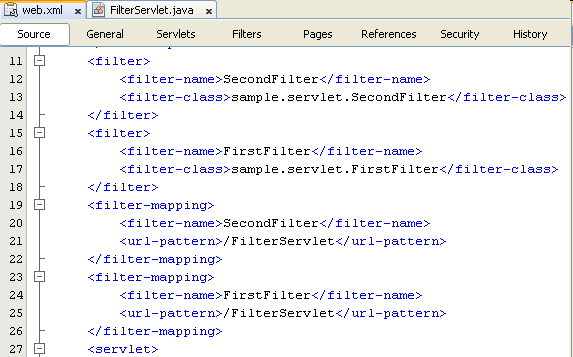 web.xml × FilterServlet.java ×
Source General Servlets Filters Pages References Security History
11 <filter>
12 <filter-name>SecondFilter</filter-name>
13 <filter-class>sample.servlet.SecondFilter</filter-class>
14 </filter>
15 <filter>
16 <filter-name>FirstFilter</filter-name>
17 <filter-class>sample.servlet.FirstFilter</filter-class>
18 </filter>
19 <filter-mapping>
20 <filter-name>SecondFilter</filter-name>
21 <url-pattern>/FilterServlet</url-pattern>
22 </filter-mapping>
23 <filter-mapping>
24 <filter-name>FirstFilter</filter-name>
25 <url-pattern>/FilterServlet</url-pattern>
26 </filter-mapping>
27 <servlet>